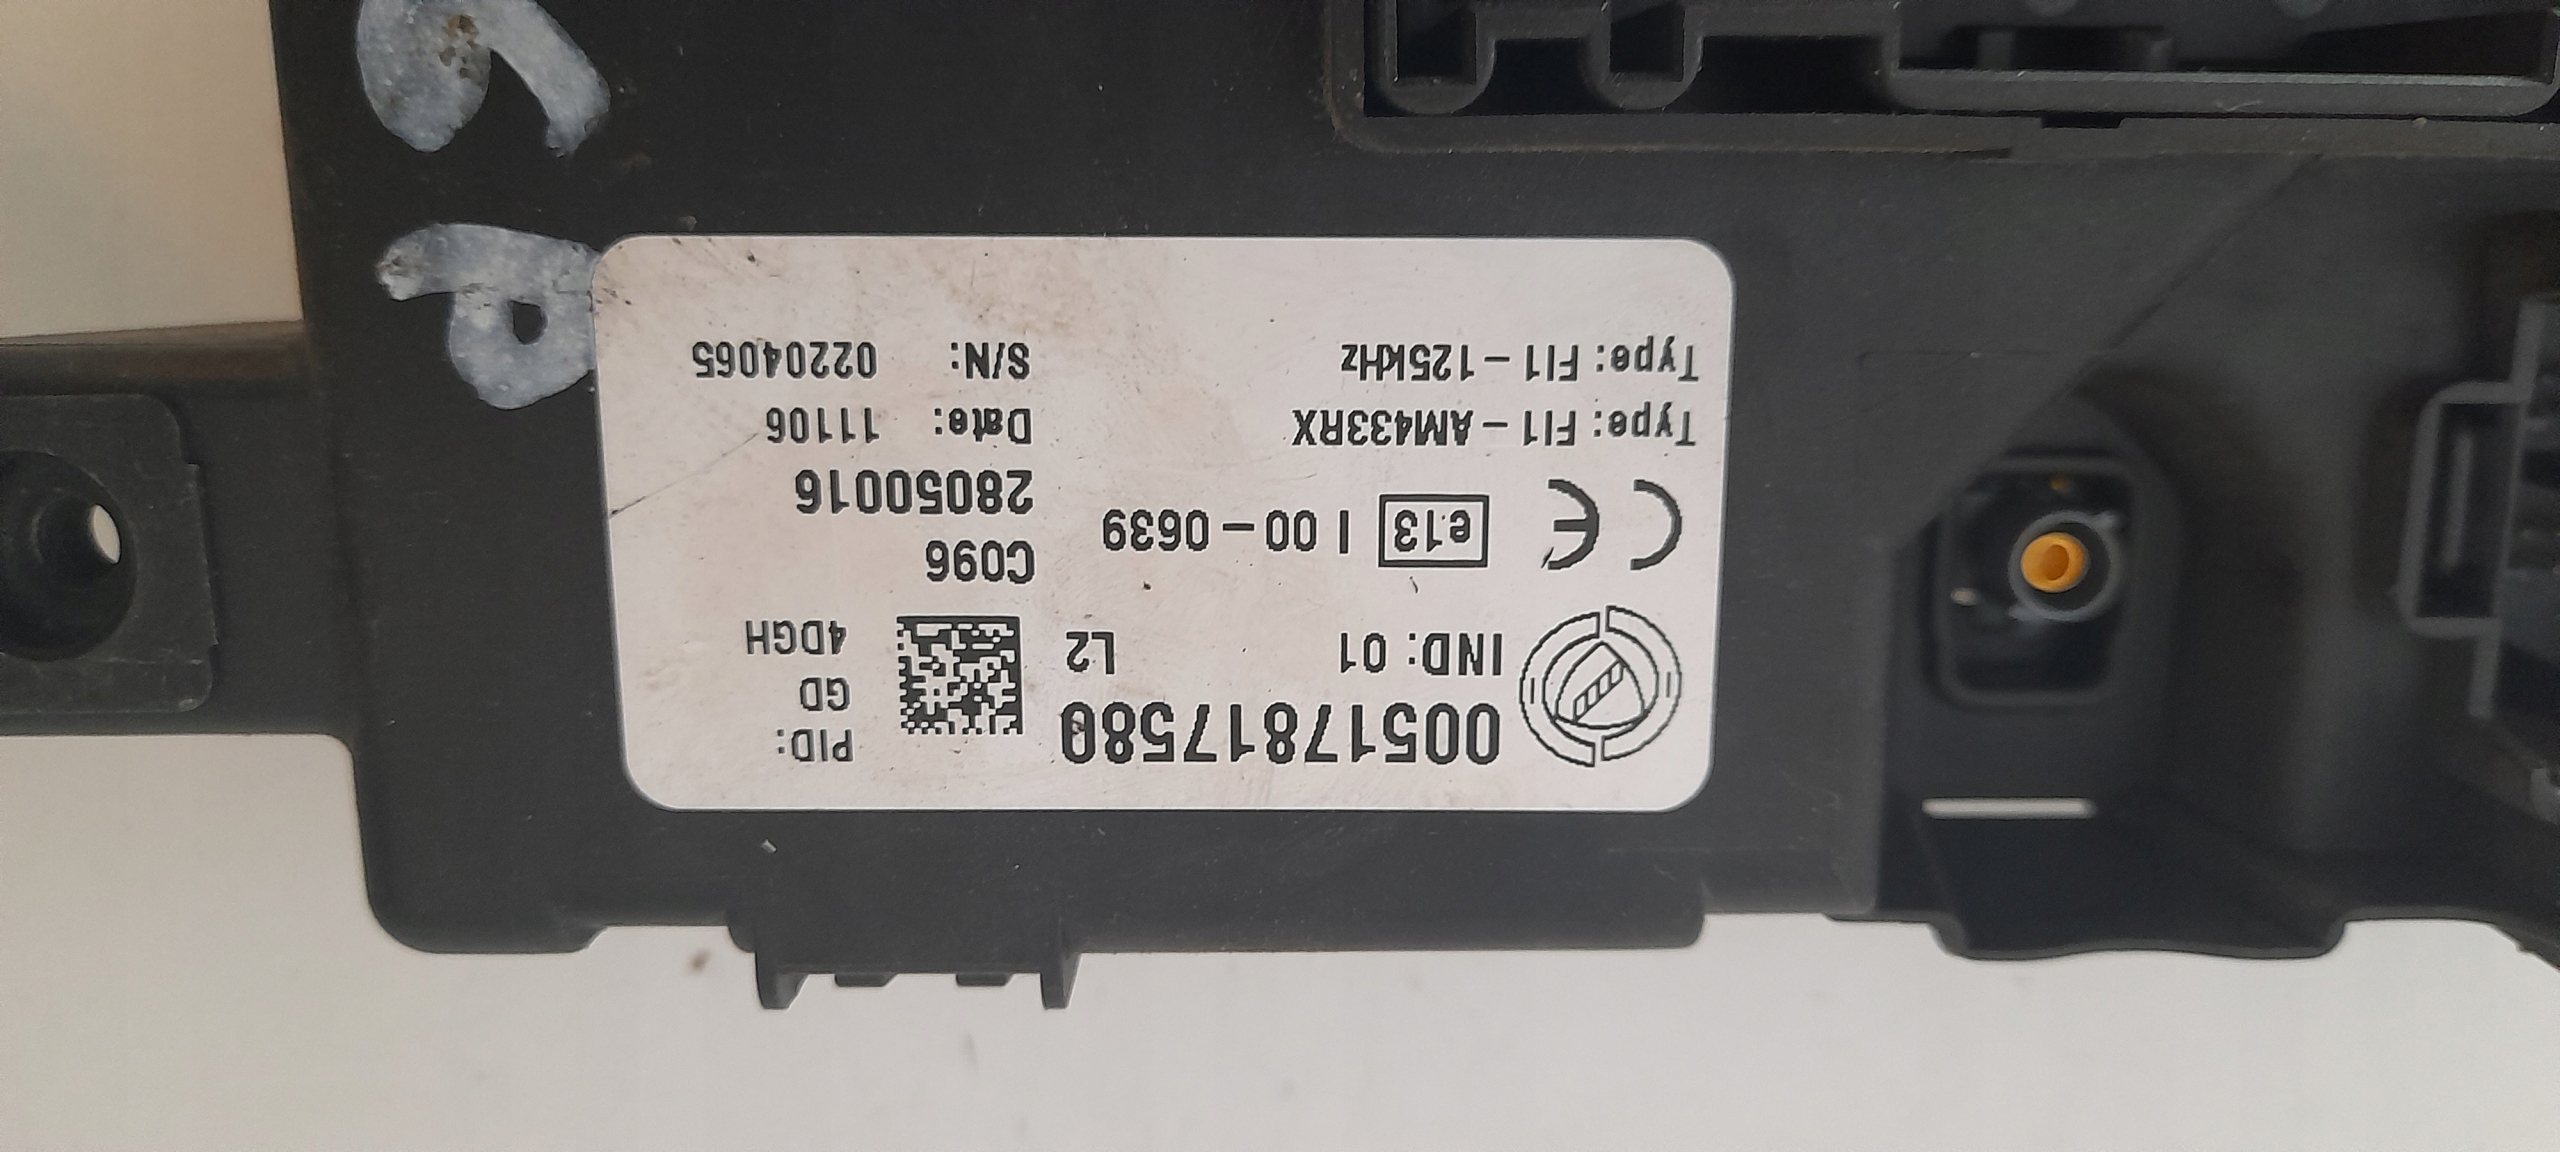 00517817580
IND: 01 L2
PID:
GD
4DGH
CE e13 I 00-0639
C096
28050016
Type: FI1-AM433RX
Date: 11106
Type: FI1-125kHz
S/N: 02204065